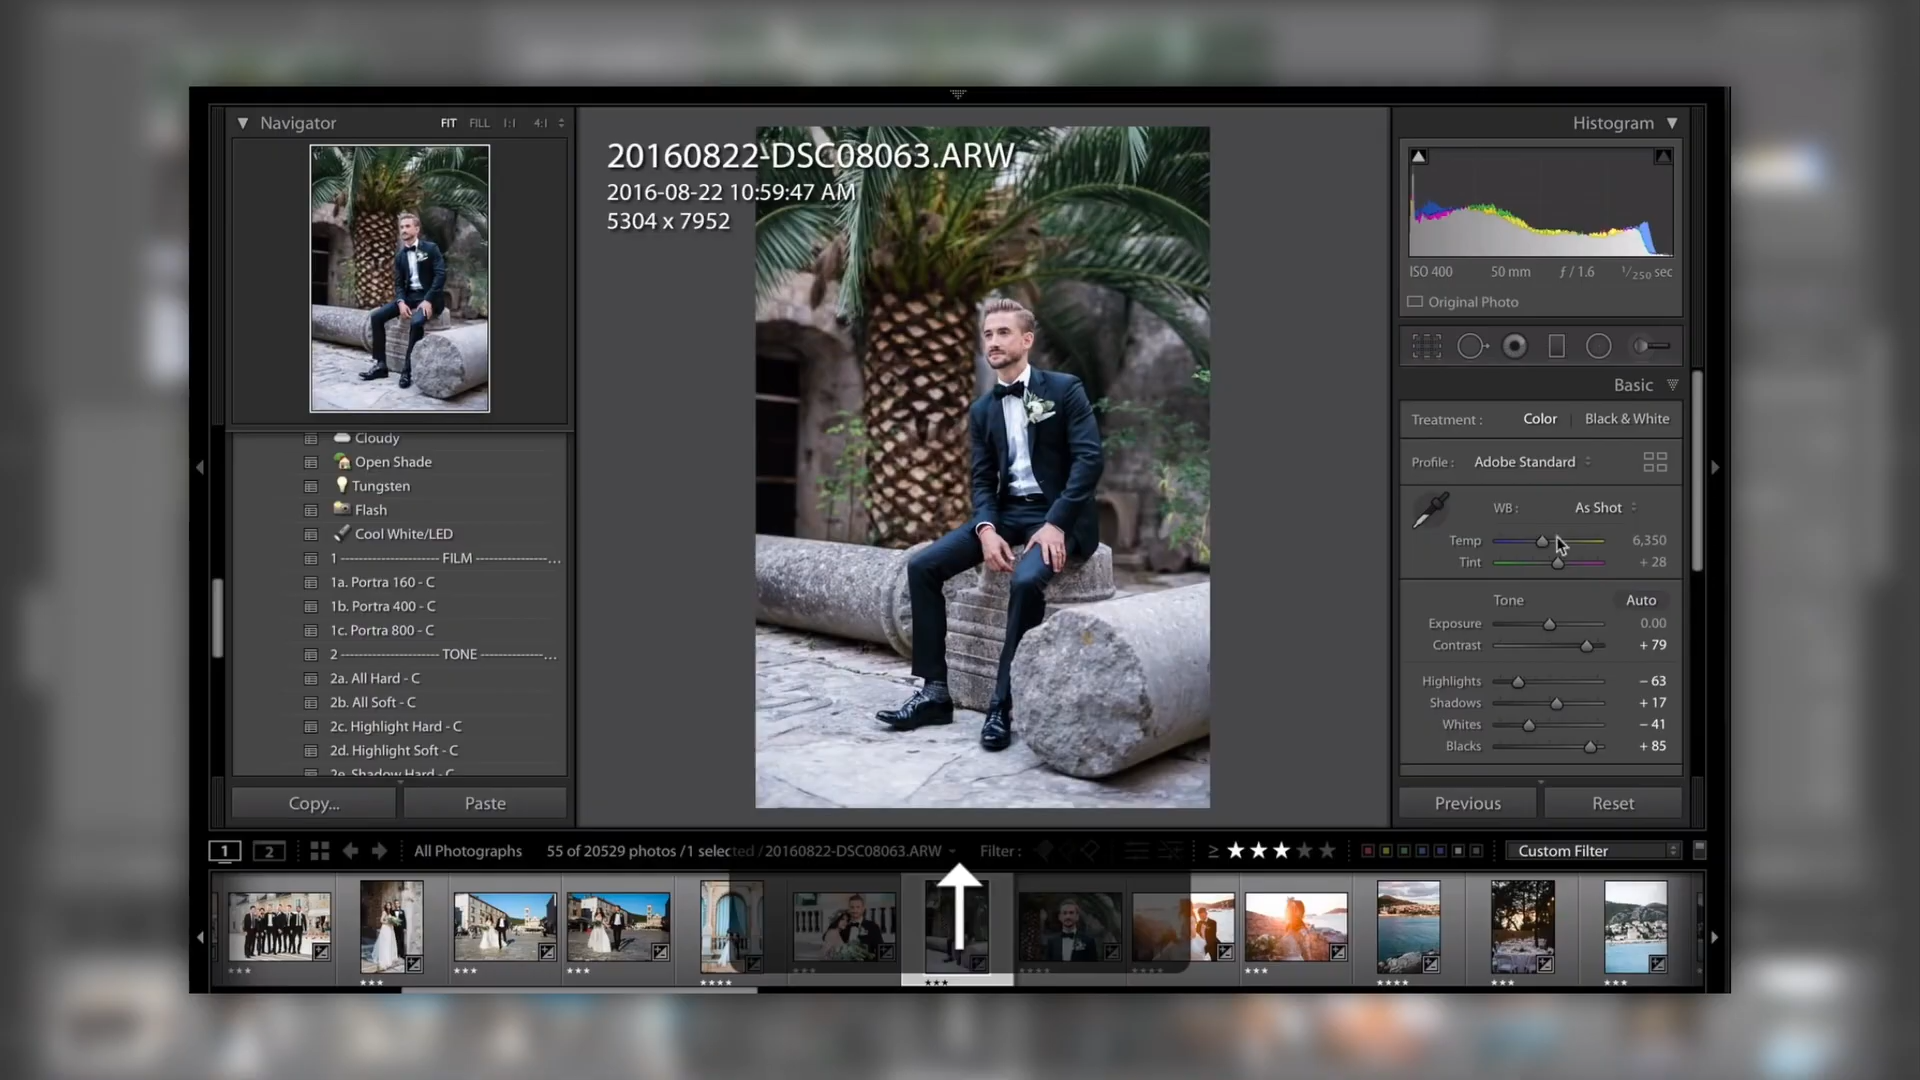 Navigator FIT FILL 1:1 4:1
20160822-DSC08063.ARW
2016-08-22 10:59:47 AM
5304 x 7952
Cloudy
Open Shade
Tungsten
Flash
Cool White/LED
1 ---------------------- FILM ----------------...
1a. Portra 160 - C
1b. Portra 400 - C
1c. Portra 800 - C
2 ---------------------- TONE ----------------...
2a. All Hard - C
2b. All Soft - C
2c. Highlight Hard - C
2d. Highlight Soft - C
2e. Shadow Hard - C
Copy... Paste
Histogram
ISO 400 50 mm ƒ / 1.6 1/250 sec
Original Photo
Basic
Treatment : Color Black & White
Profile : Adobe Standard
WB : As Shot
Temp 6,350
Tint + 28
Tone Auto
Exposure 0.00
Contrast + 79
Highlights − 63
Shadows + 17
Whites − 41
Blacks + 85
Previous Reset
1 2 All Photographs 55 of 20529 photos /1 selected /20160822-DSC08063.ARW Filter : ≥ ★★★★★ Custom Filter